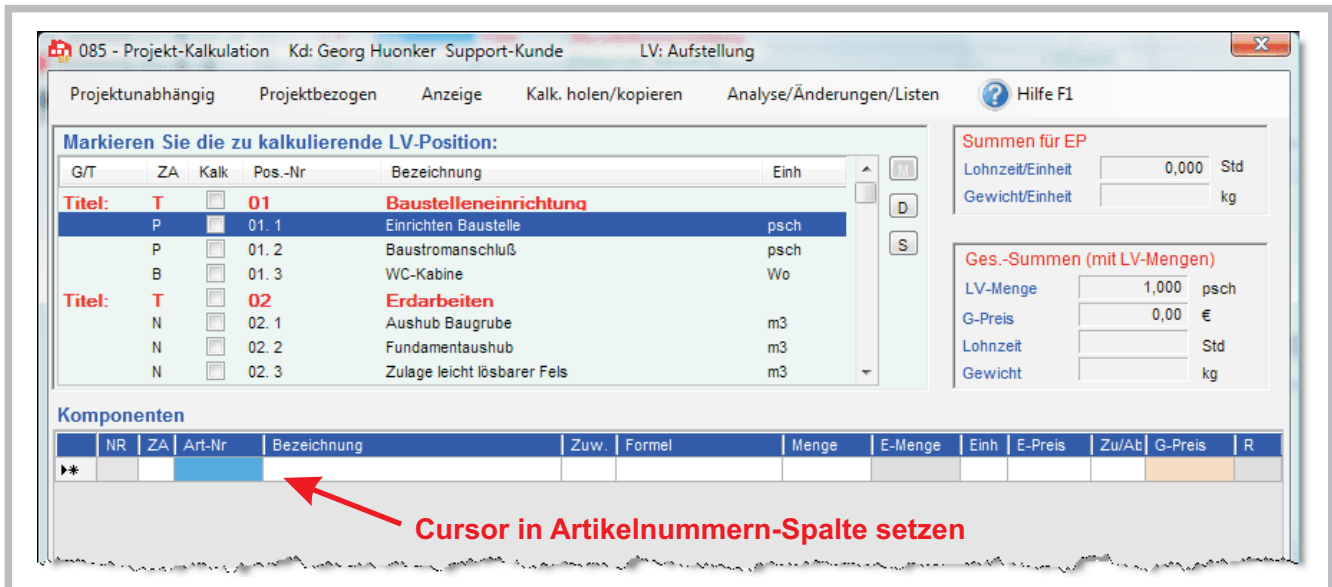 085 - Projekt-Kalkulation Kd: Georg Huonker Support-Kunde LV: Aufstellung
Projektunabhängig Projektbezogen Anzeige Kalk. holen/kopieren Analyse/Änderungen/Listen Hilfe F1
Markieren Sie die zu kalkulierende LV-Position:
G/T ZA Kalk Pos.-Nr Bezeichnung Einh
Titel: T 01 Baustelleneinrichtung
P 01. 1 Einrichten Baustelle psch
P 01. 2 Baustromanschluß psch
B 01. 3 WC-Kabine Wo
Titel: T 02 Erdarbeiten
N 02. 1 Aushub Baugrube m3
N 02. 2 Fundamentaushub m3
N 02. 3 Zulage leicht lösbarer Fels m3
M
D
S
Summen für EP
Lohnzeit/Einheit 0,000 Std
Gewicht/Einheit kg
Ges.-Summen (mit LV-Mengen)
LV-Menge 1,000 psch
G-Preis 0,00 €
Lohnzeit Std
Gewicht kg
Komponenten
NR ZA Art-Nr Bezeichnung Zuw. Formel Menge E-Menge Einh E-Preis Zu/Ab G-Preis R
Cursor in Artikelnummern-Spalte setzen